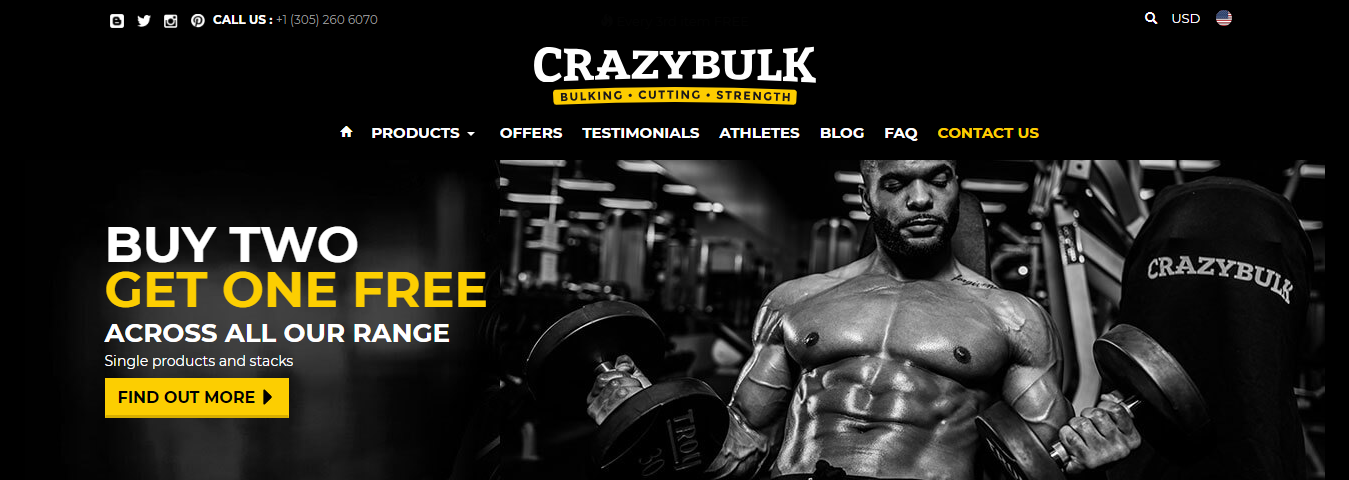 CALL US : +1 (305) 260 6070
USD
CRAZYBULK
BULKING • CUTTING • STRENGTH
PRODUCTS
OFFERS
TESTIMONIALS
ATHLETES
BLOG
FAQ
CONTACT US
BUY TWO
GET ONE FREE
ACROSS ALL OUR RANGE
Single products and stacks
FIND OUT MORE
CRAZYBULK
30